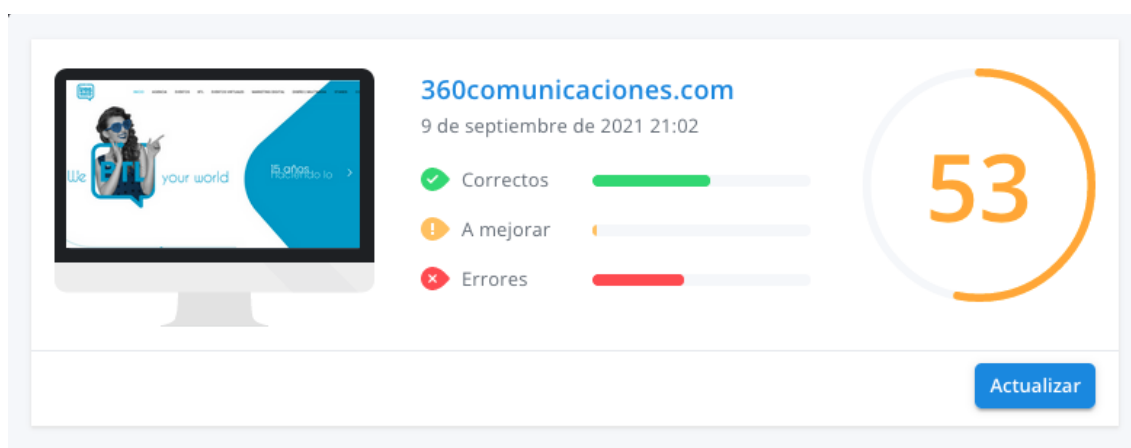 360comunicaciones.com
9 de septiembre de 2021 21:02
Correctos
A mejorar
Errores
53
We BTL your world
15 años
haciendo lo
Actualizar